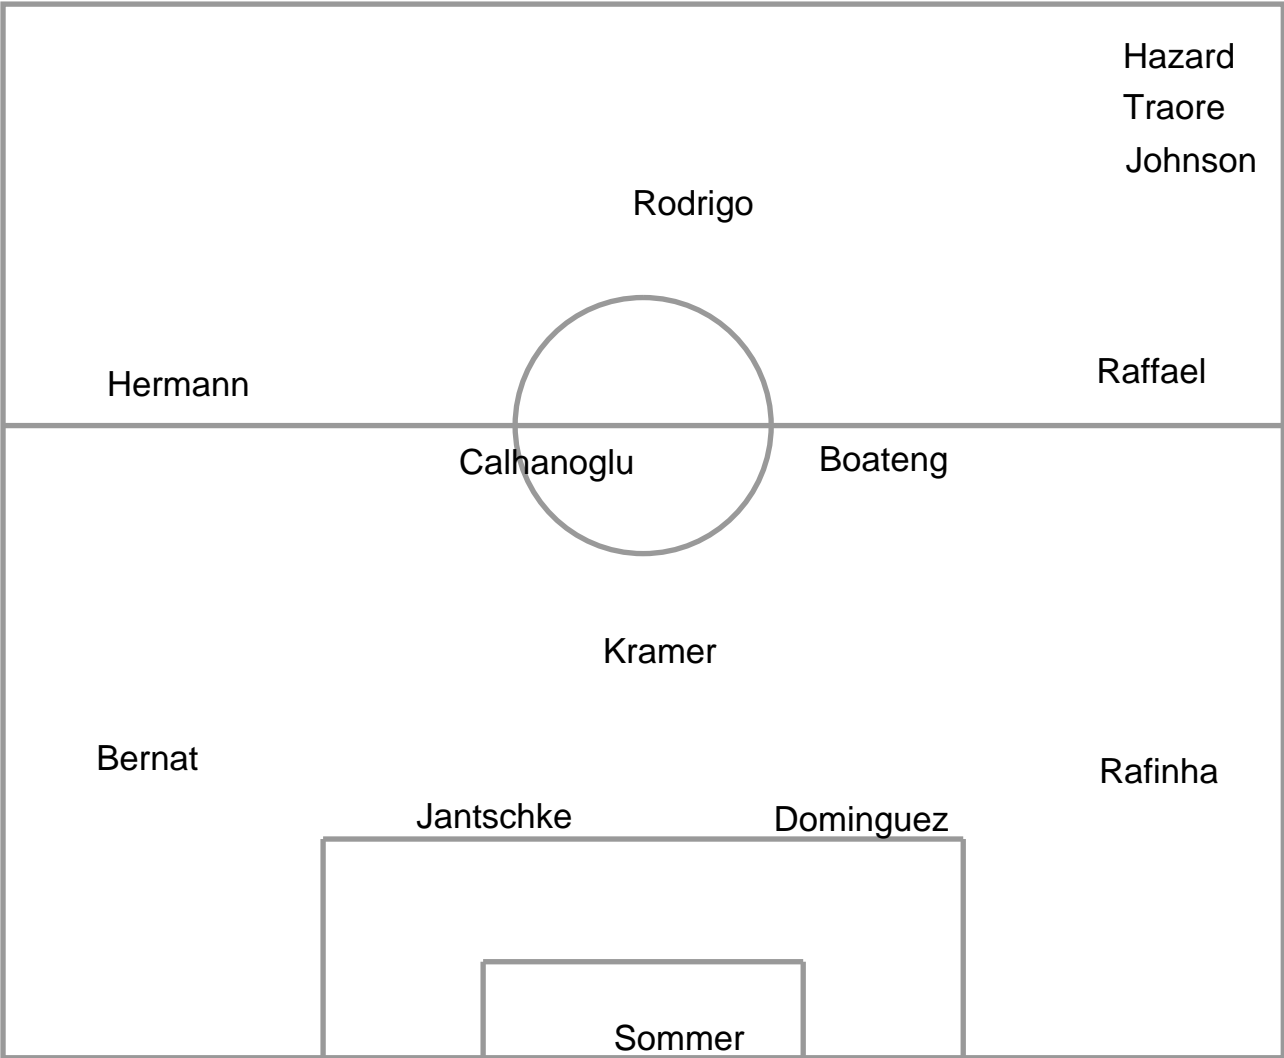 Hazard
Traore
Johnson
Rodrigo
Hermann
Raffael
Calhanoglu
Boateng
Kramer
Bernat
Rafinha
Jantschke
Dominguez
Sommer